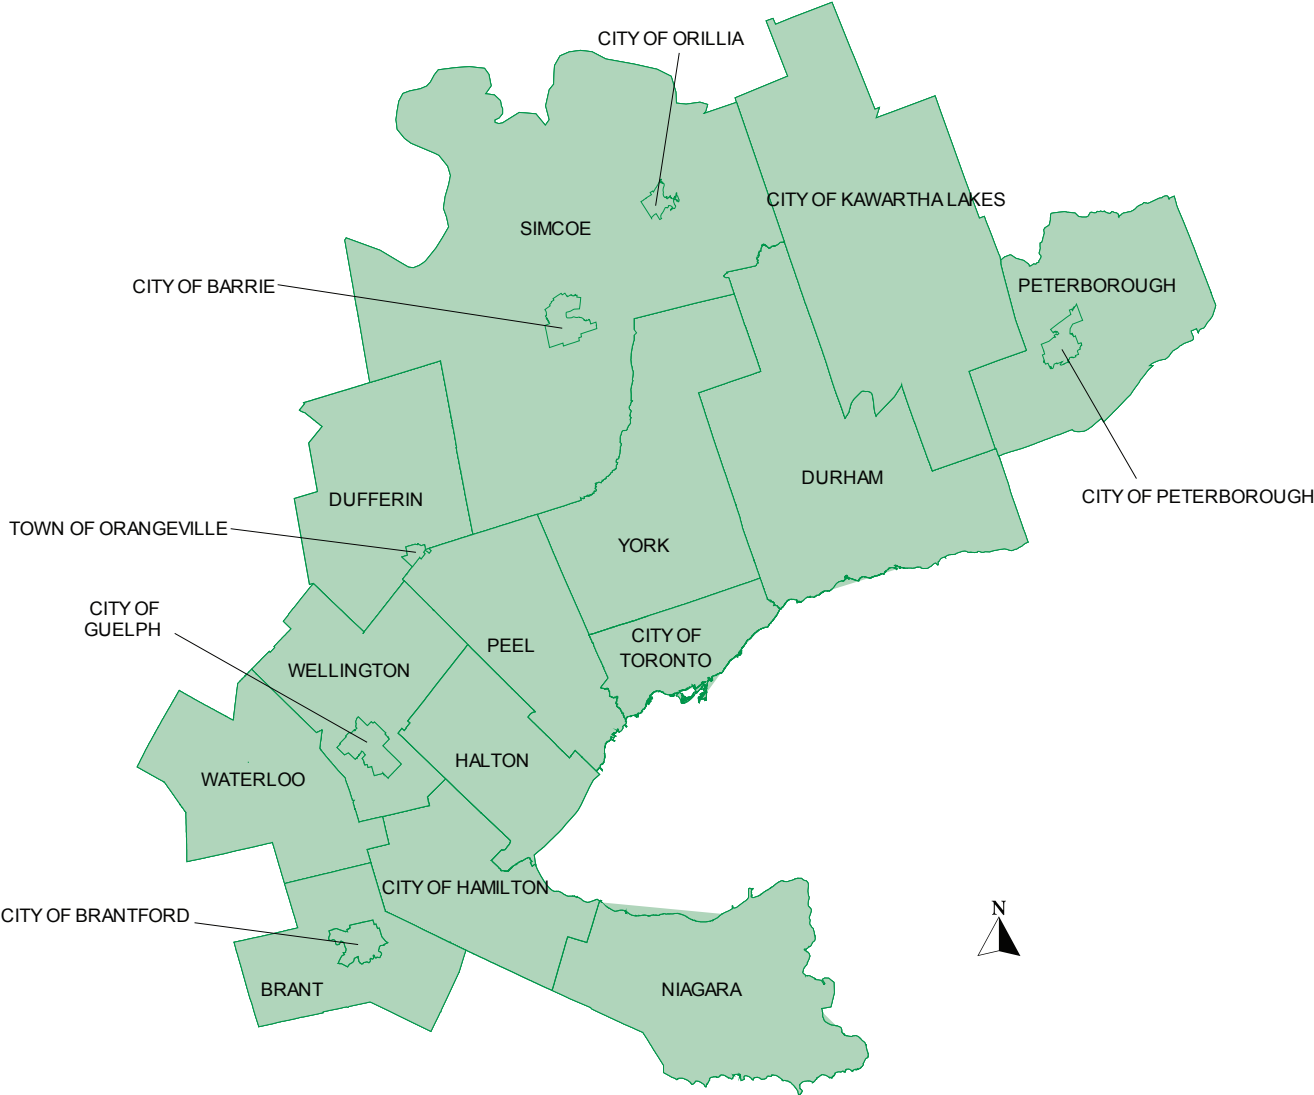 CITY OF ORILLIA
CITY OF KAWARTHA LAKES
SIMCOE
CITY OF BARRIE
PETERBOROUGH
DURHAM
DUFFERIN
CITY OF PETERBOROUGH
TOWN OF ORANGEVILLE
YORK
CITY OF
GUELPH
CITY OF
TORONTO
PEEL
WELLINGTON
HALTON
WATERLOO
CITY OF HAMILTON
CITY OF BRANTFORD
N
BRANT
NIAGARA